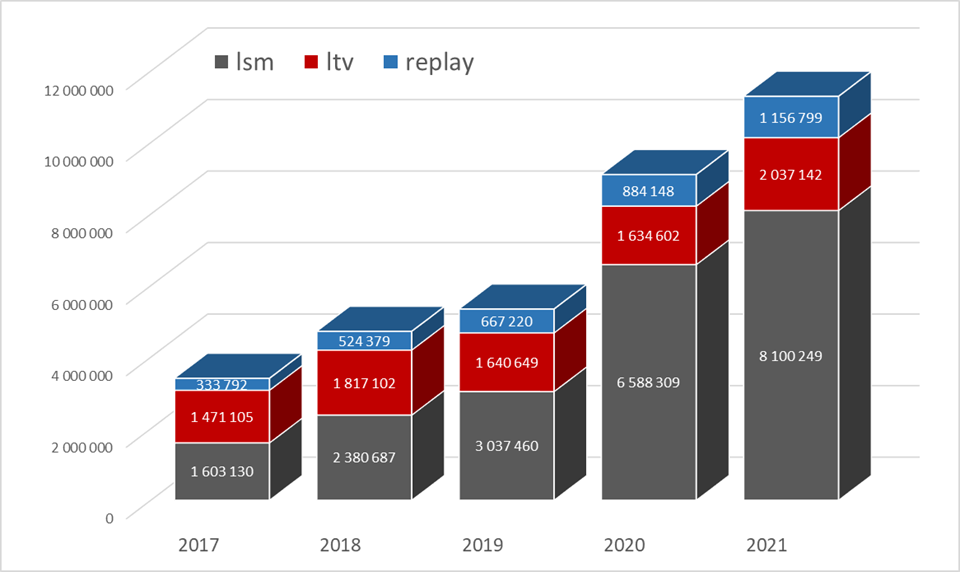 lsm ltv replay
12 000 000
10 000 000
8 000 000
6 000 000
4 000 000
2 000 000
0
333 792
1 471 105
1 603 130
524 379
1 817 102
2 380 687
667 220
1 640 649
3 037 460
884 148
1 634 602
6 588 309
1 156 799
2 037 142
8 100 249
2017 2018 2019 2020 2021